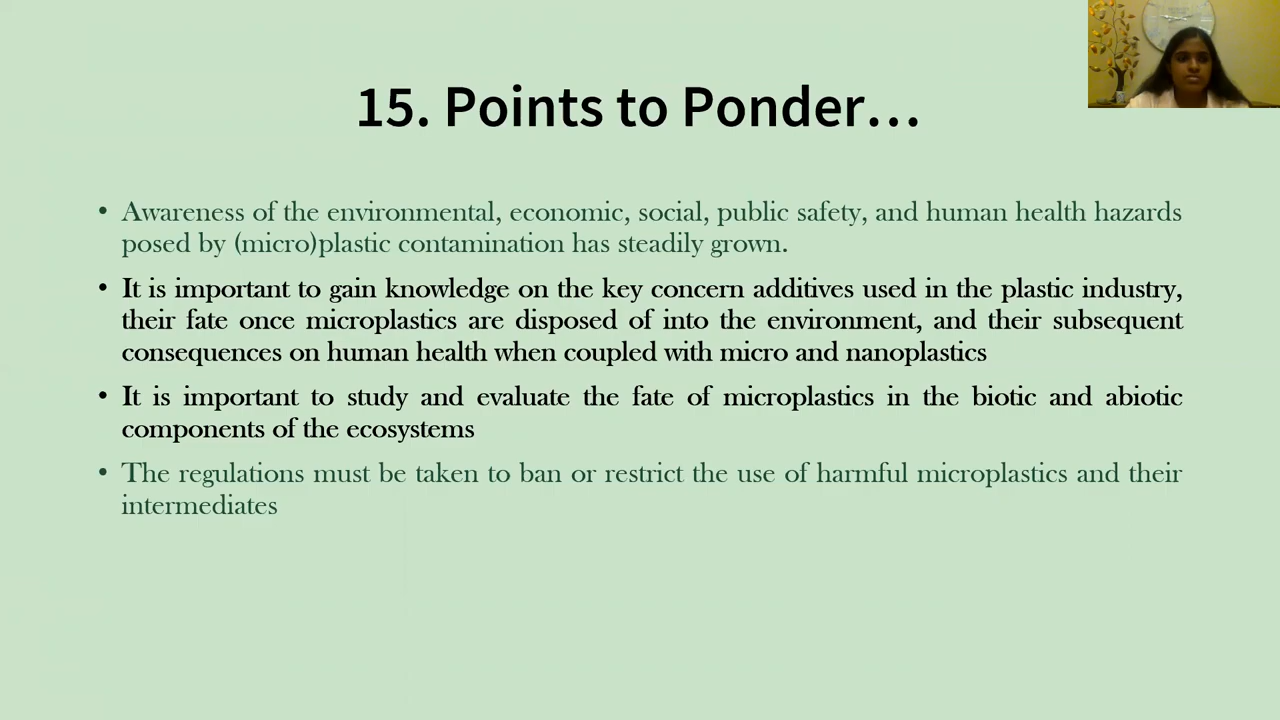 15. Points to Ponder…
• Awareness of the environmental, economic, social, public safety, and human health hazards
posed by (micro)plastic contamination has steadily grown.
• It is important to gain knowledge on the key concern additives used in the plastic industry,
their fate once microplastics are disposed of into the environment, and their subsequent
consequences on human health when coupled with micro and nanoplastics
• It is important to study and evaluate the fate of microplastics in the biotic and abiotic
components of the ecosystems
• The regulations must be taken to ban or restrict the use of harmful microplastics and their
intermediates